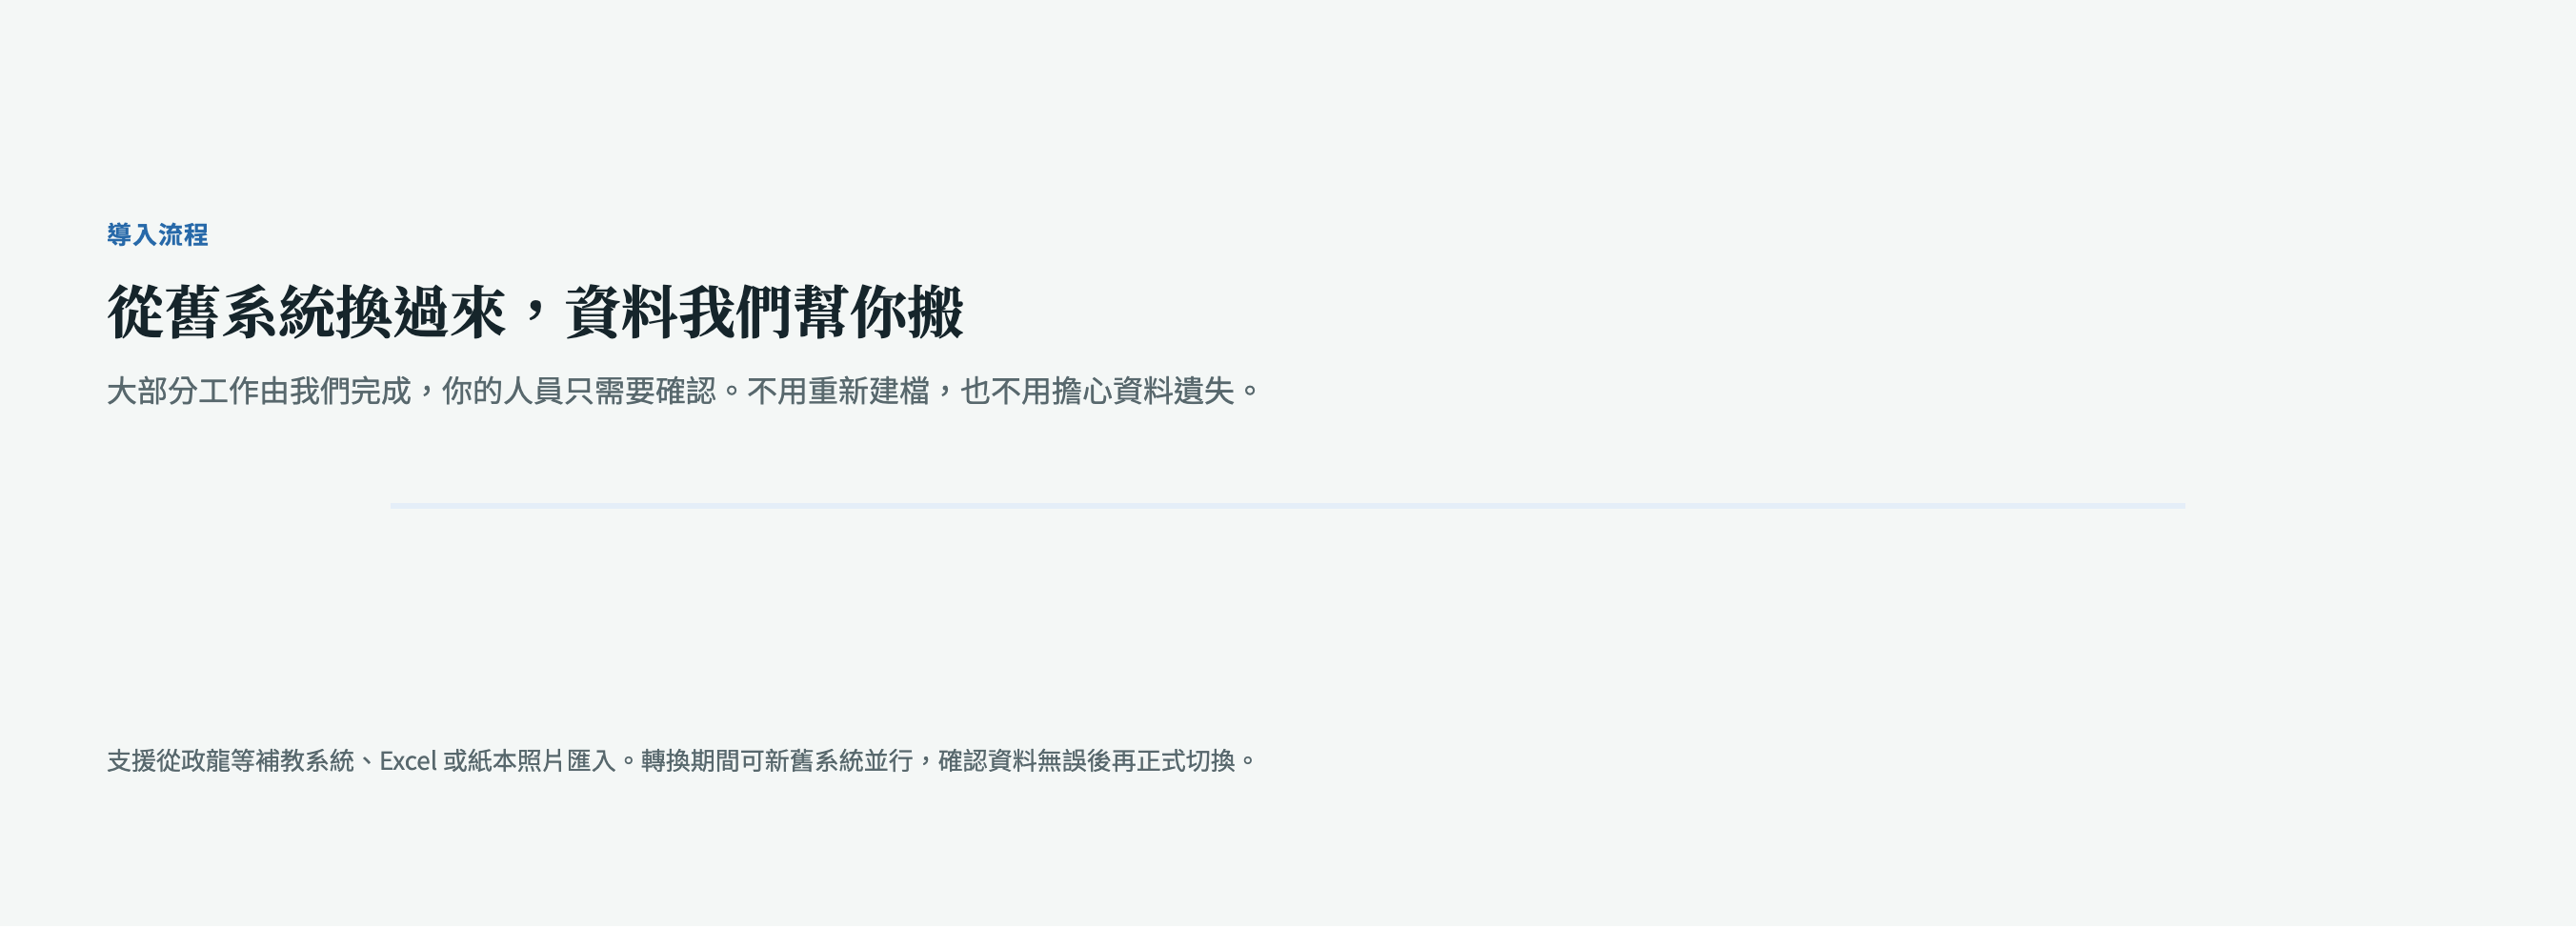 導入流程
從舊系統換過來，資料我們幫你搬
大部分工作由我們完成，你的人員只需要確認。不用重新建檔，也不用擔心資料遺失。
支援從政龍等補教系統、Excel 或紙本照片匯入。轉換期間可新舊系統並行，確認資料無誤後再正式切換。